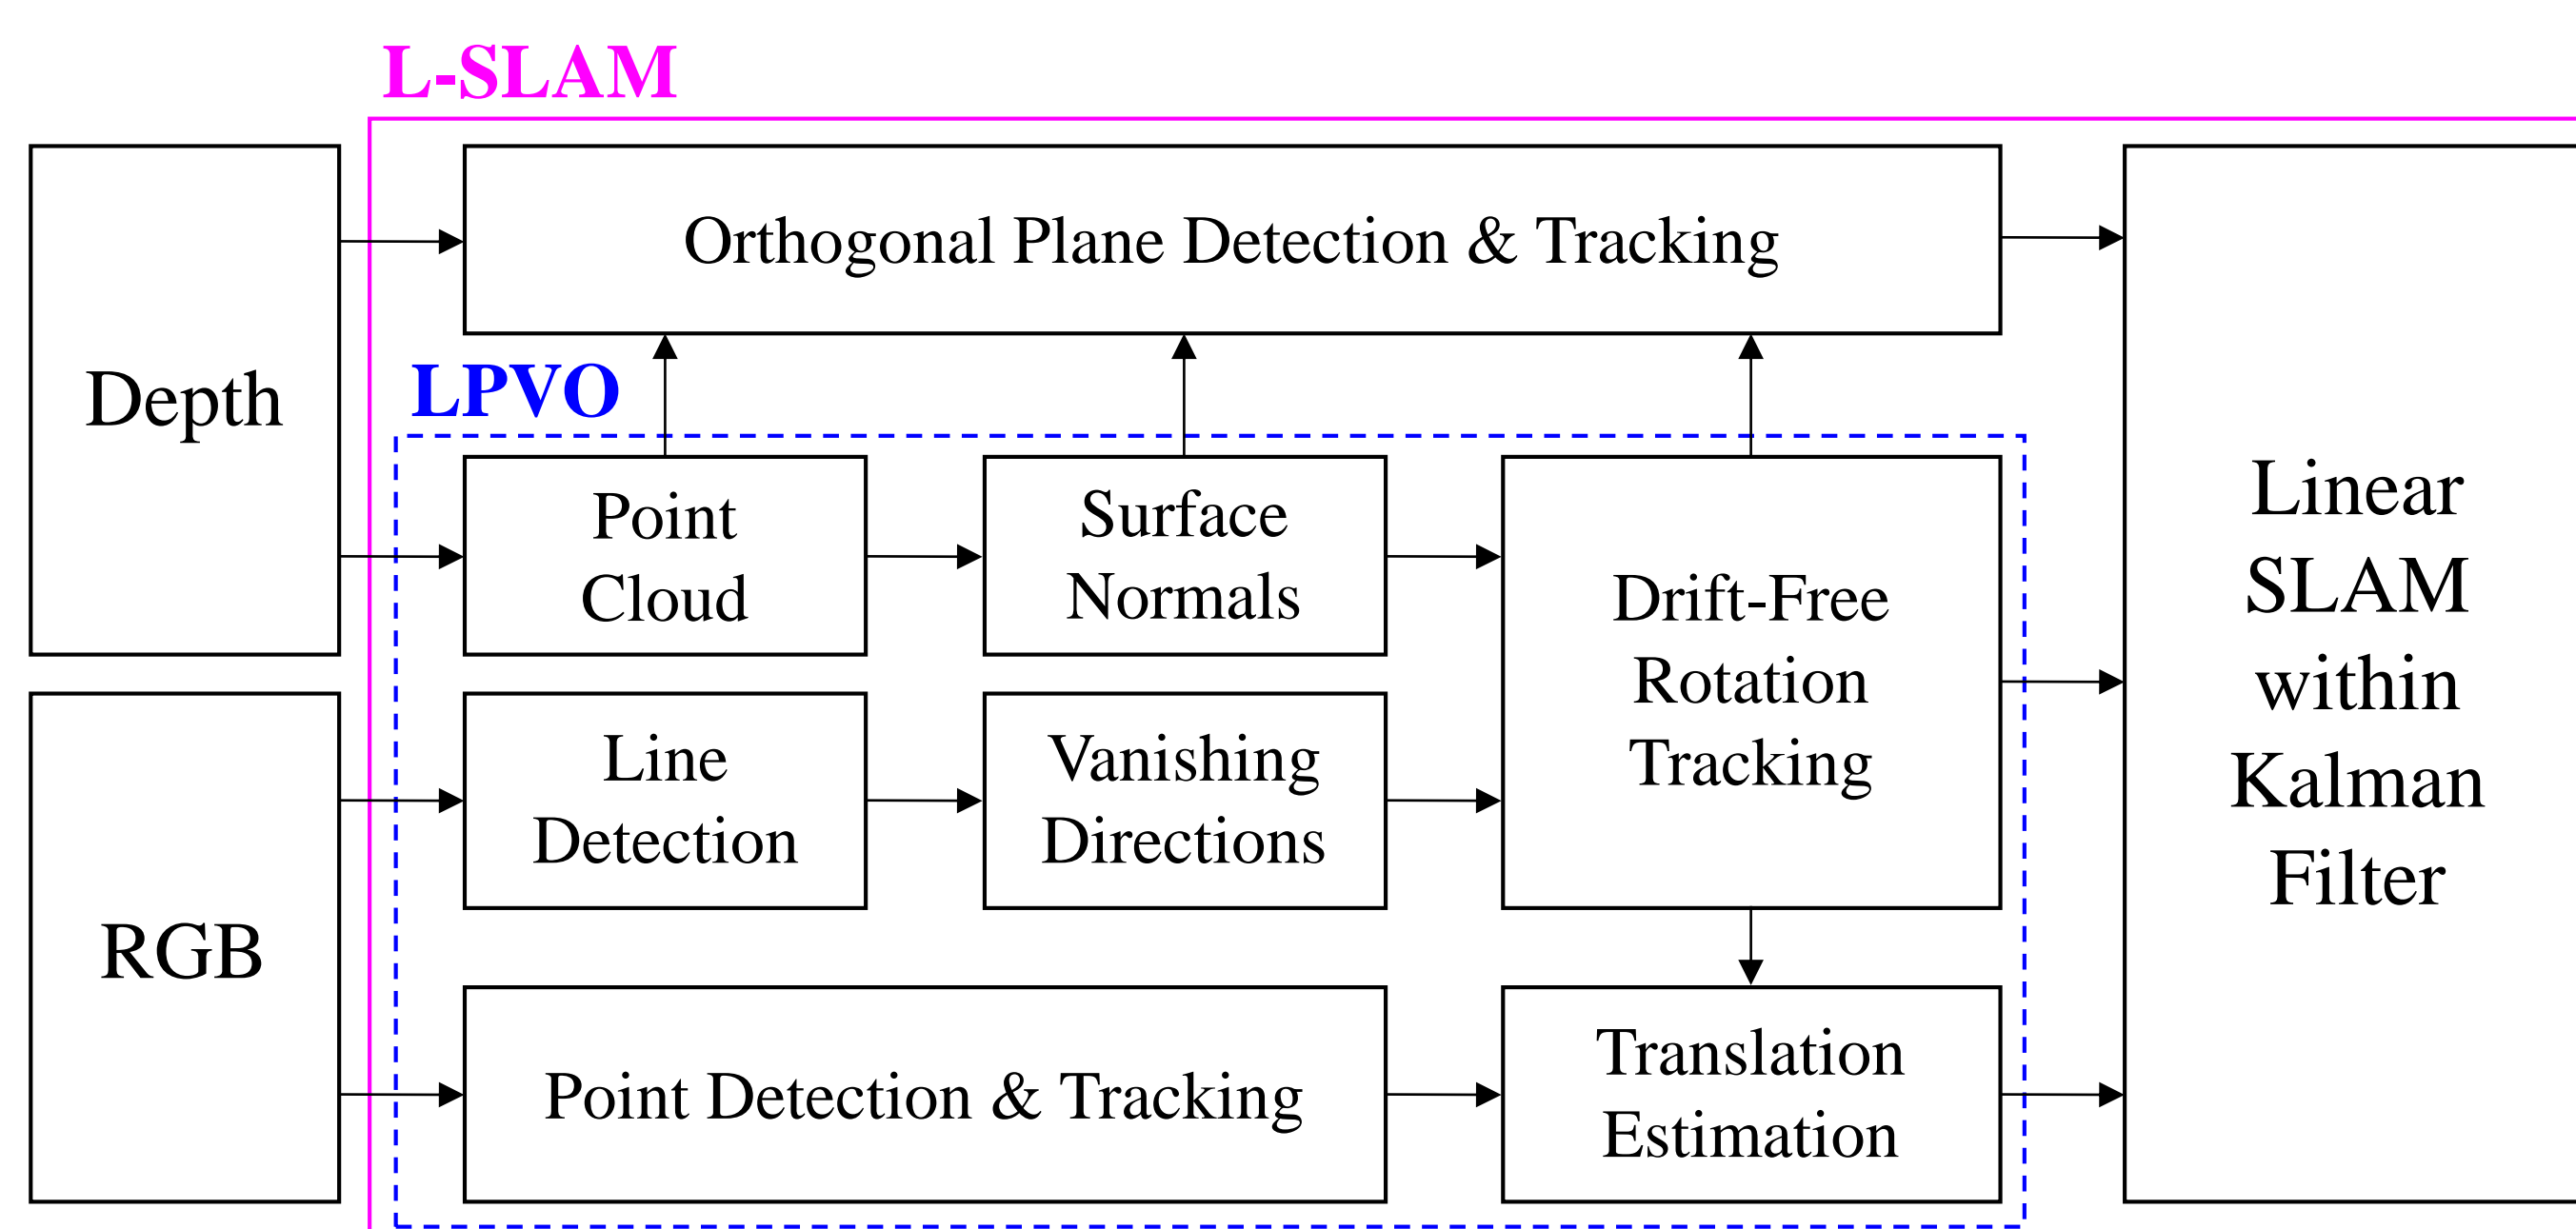 L-SLAM
Depth
Orthogonal Plane Detection & Tracking
LPVO
Point
Cloud
Surface
Normals
Drift-Free
Rotation
Tracking
Linear
SLAM
within
Kalman
Filter
RGB
Line
Detection
Vanishing
Directions
Point Detection & Tracking
Translation
Estimation